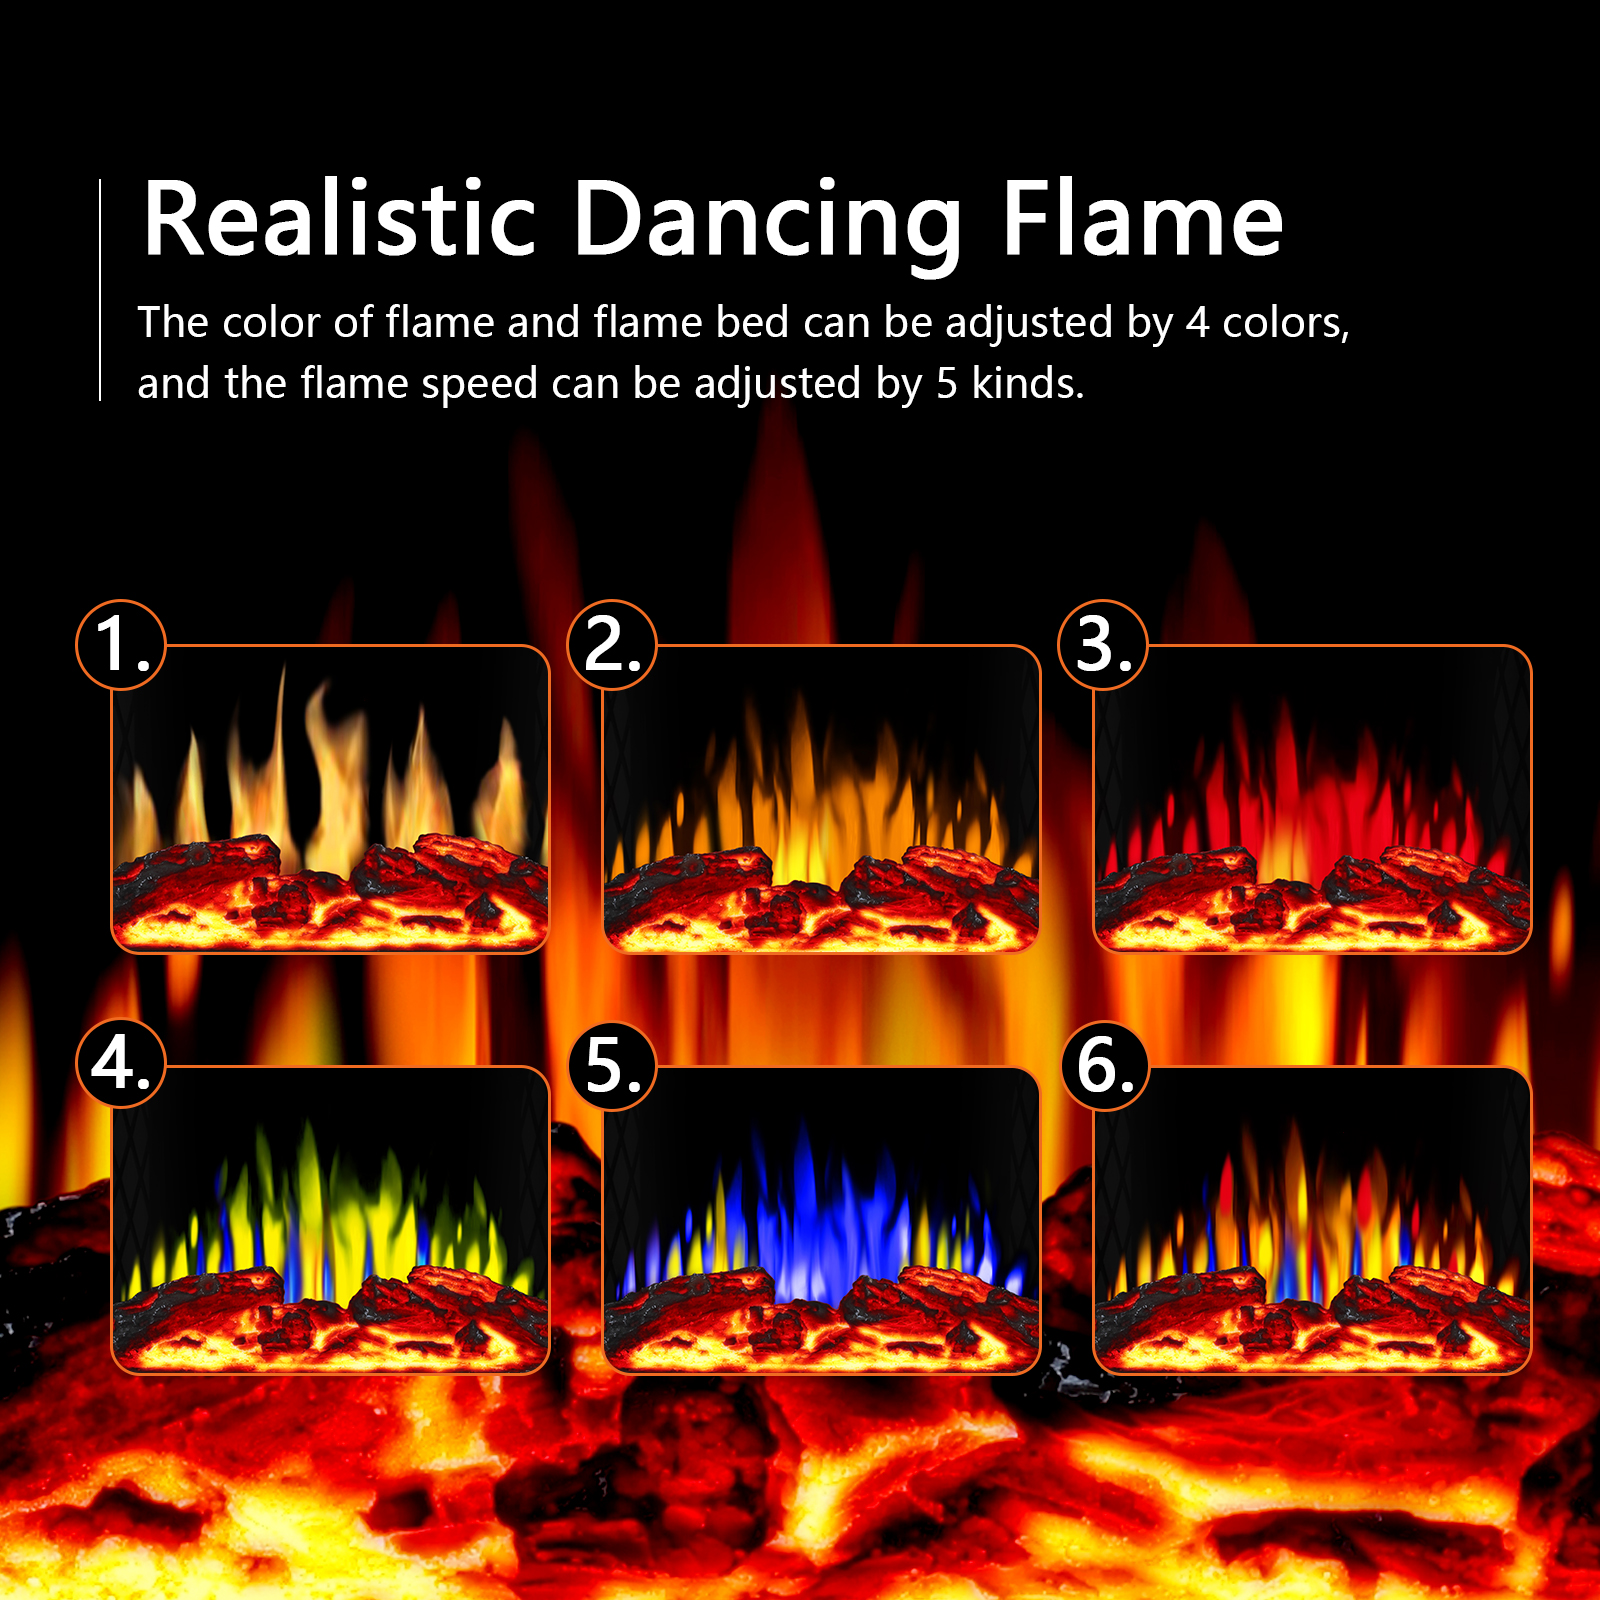 Realistic Dancing Flame
The color of flame and flame bed can be adjusted by 4 colors,
and the flame speed can be adjusted by 5 kinds.
1.
2.
3.
4.
5.
6.